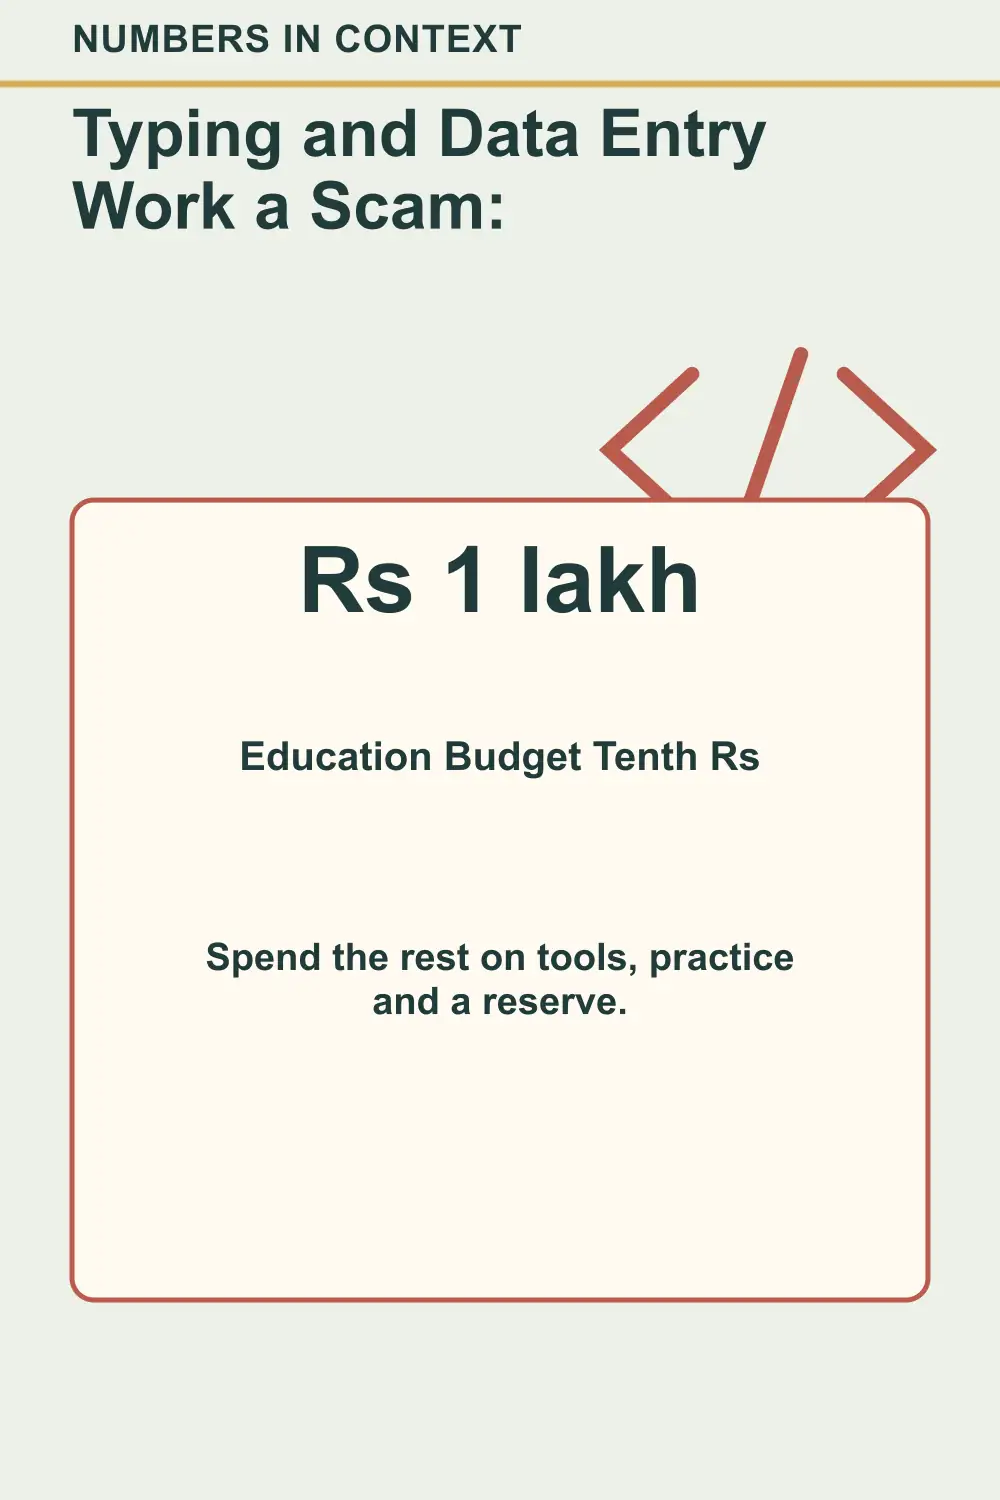 NUMBERS IN CONTEXT
Typing and Data Entry
Work a Scam:
Rs 1 lakh
Education Budget Tenth Rs
Spend the rest on tools, practice
and a reserve.